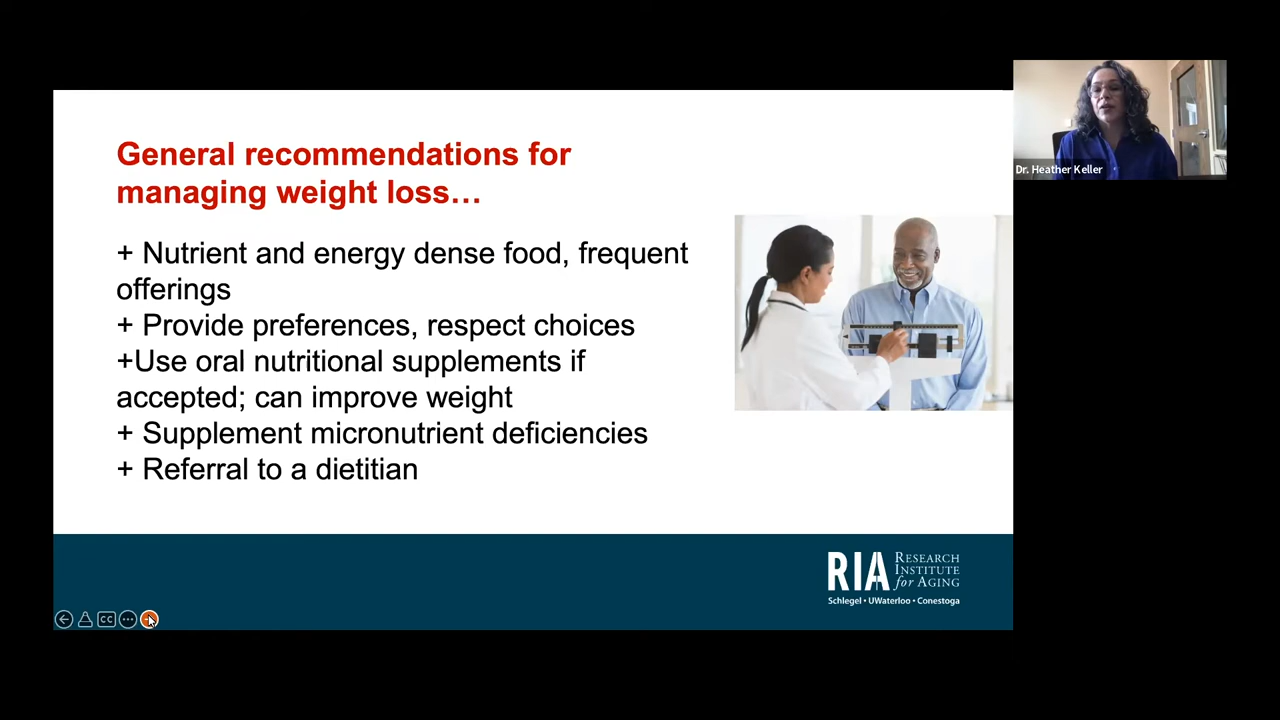 General recommendations for
managing weight loss…
+ Nutrient and energy dense food, frequent
offerings
+ Provide preferences, respect choices
+Use oral nutritional supplements if
accepted; can improve weight
+ Supplement micronutrient deficiencies
+ Referral to a dietitian
Dr. Heather Keller
RIA RESEARCH
INSTITUTE
for AGING
Schlegel • UWaterloo • Conestoga
CC